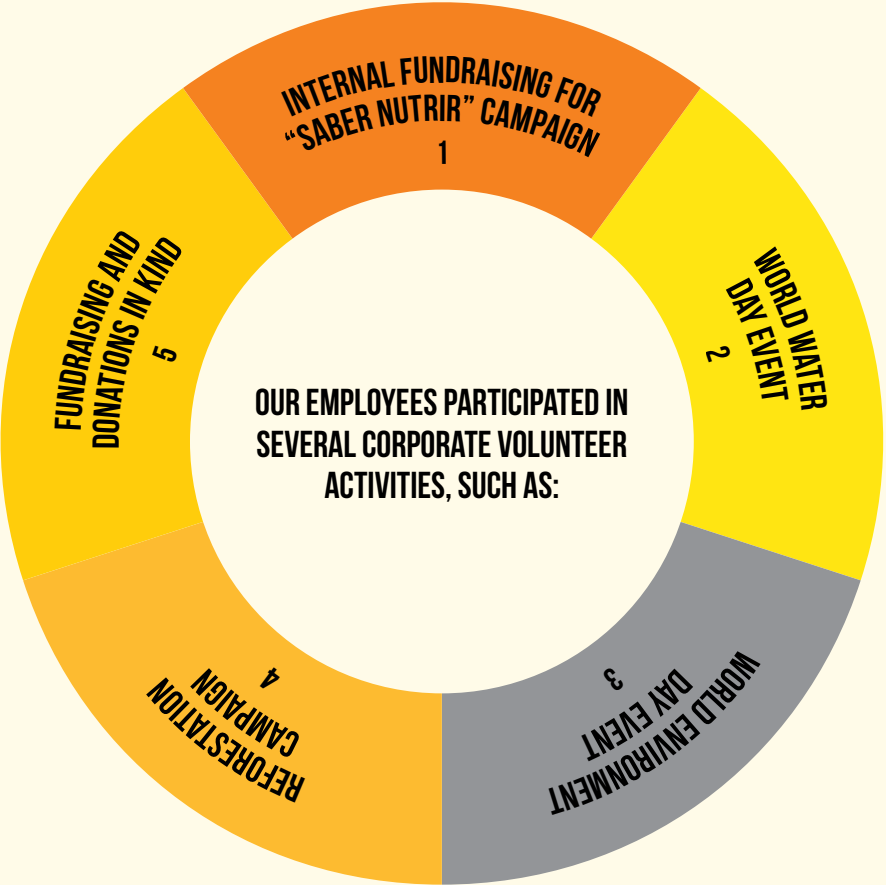 OUR EMPLOYEES PARTICIPATED IN
SEVERAL CORPORATE VOLUNTEER
ACTIVITIES, SUCH AS:
INTERNAL FUNDRAISING FOR
“SABER NUTRIR” CAMPAIGN
1
WORLD WATER
DAY EVENT
2
WORLD ENVIRONMENT
DAY EVENT
3
REFORESTATION
CAMPAIGN
4
FUNDRAISING AND
DONATIONS IN KIND
5